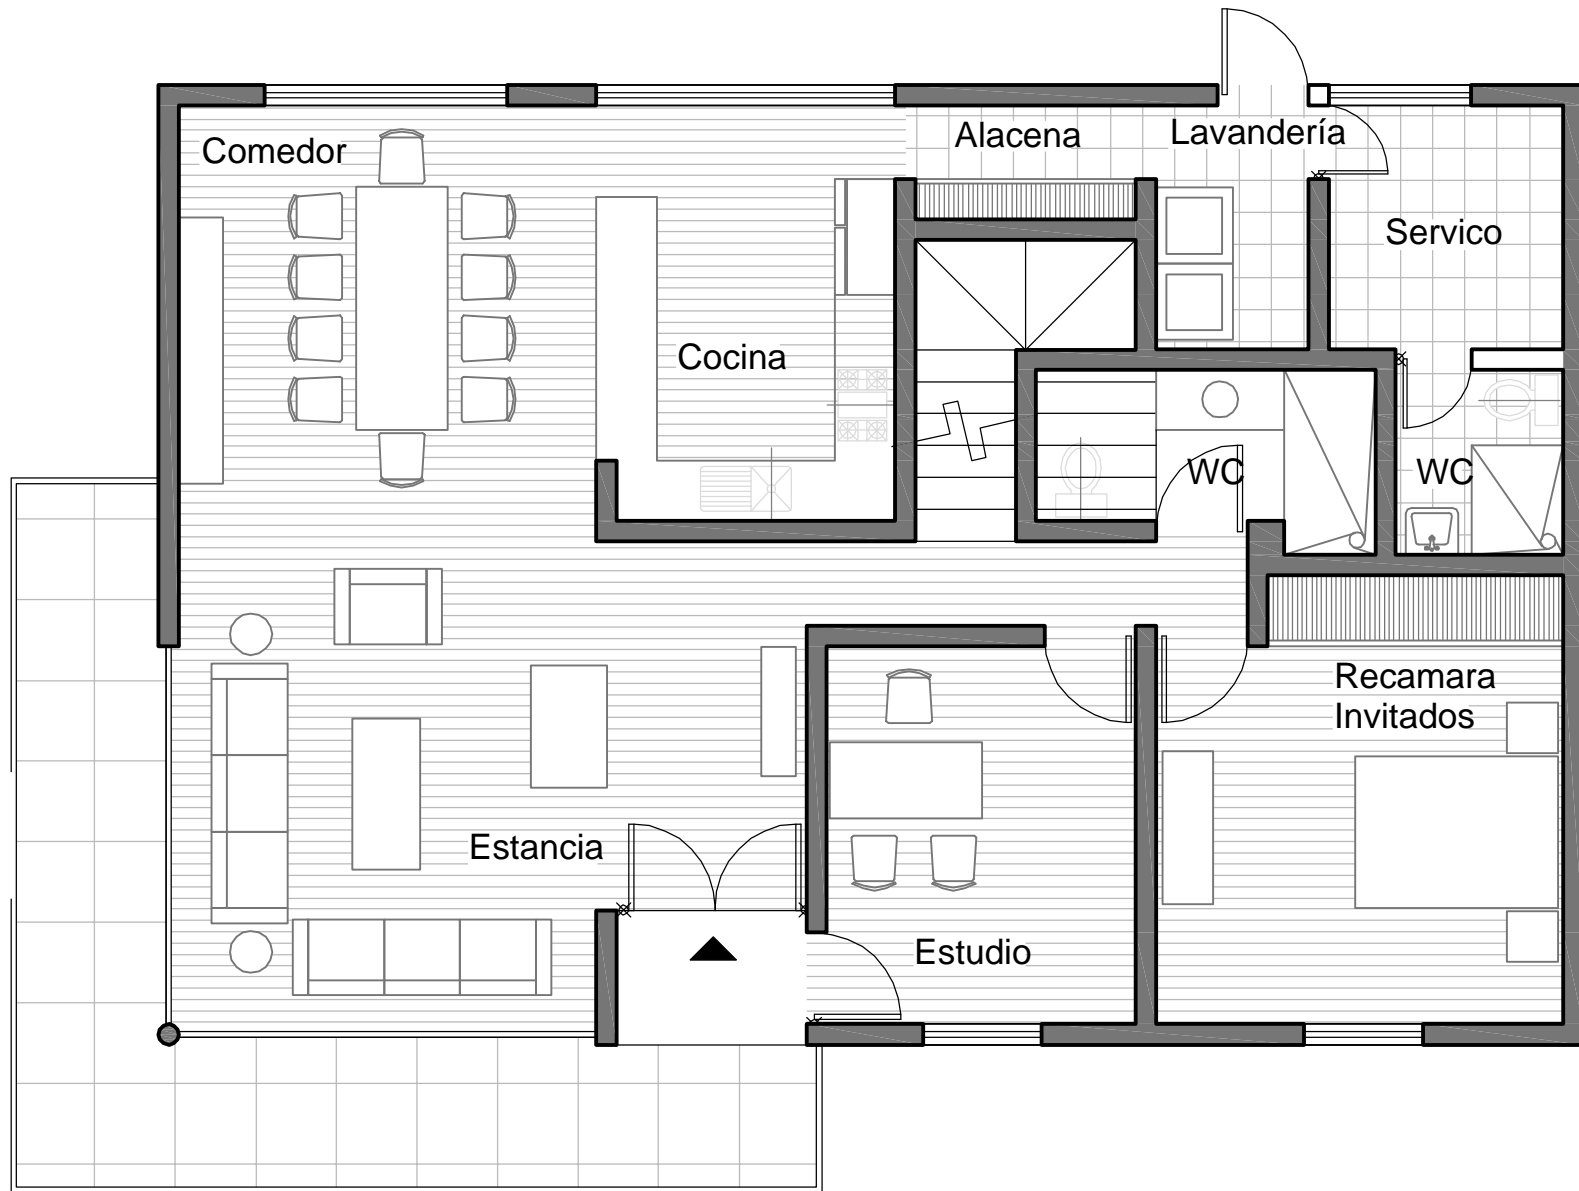 Comedor
Alacena
Lavandería
Servico
Cocina
WC
WC
Recamara
Invitados
Estancia
Estudio